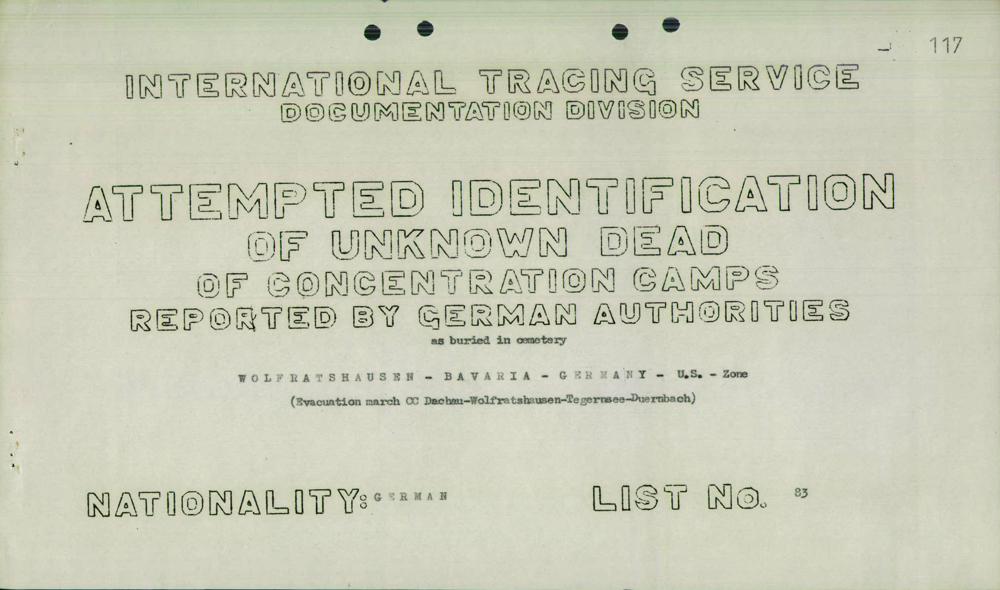 117
INTERNATIONAL TRACING SERVICE
DOCUMENTATION DIVISION
ATTEMPTED IDENTIFICATION
OF UNKNOWN DEAD
OF CONCENTRATION CAMPS
REPORTED BY GERMAN AUTHORITIES
as buried in cemetery
WOLFRATSHAUSEN - BAVARIA - GERMANY - U.S. - Zone
(Evacuation march CC Dachau-Wolfratshausen-Tegernsee-Duernbach)
NATIONALITY: GERMAN LIST No. 83